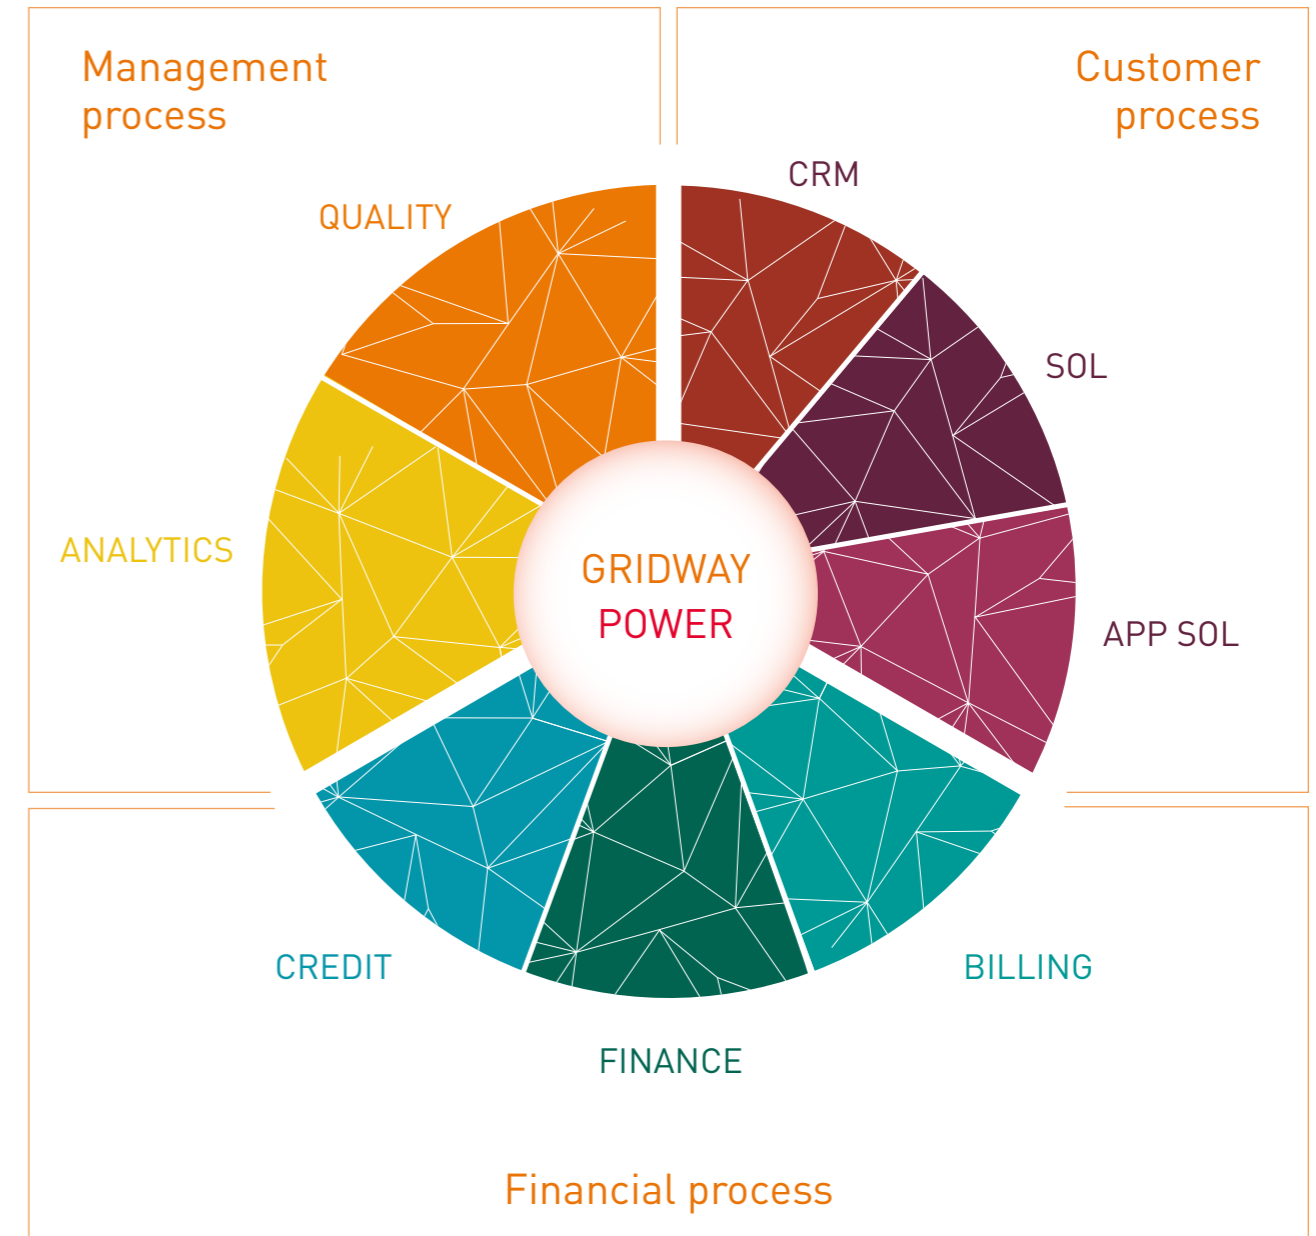 Management
process
Customer
process
CRM
QUALITY
SOL
ANALYTICS
GRIDWAY
POWER
APP SOL
CREDIT
BILLING
FINANCE
Financial process